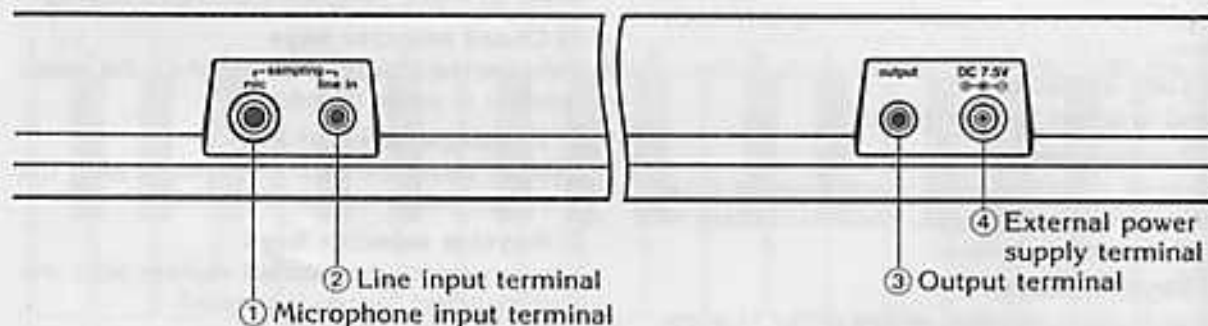 sampling
mic line in
output DC 7.5V
④ External power
supply terminal
② Line input terminal
③ Output terminal
① Microphone input terminal